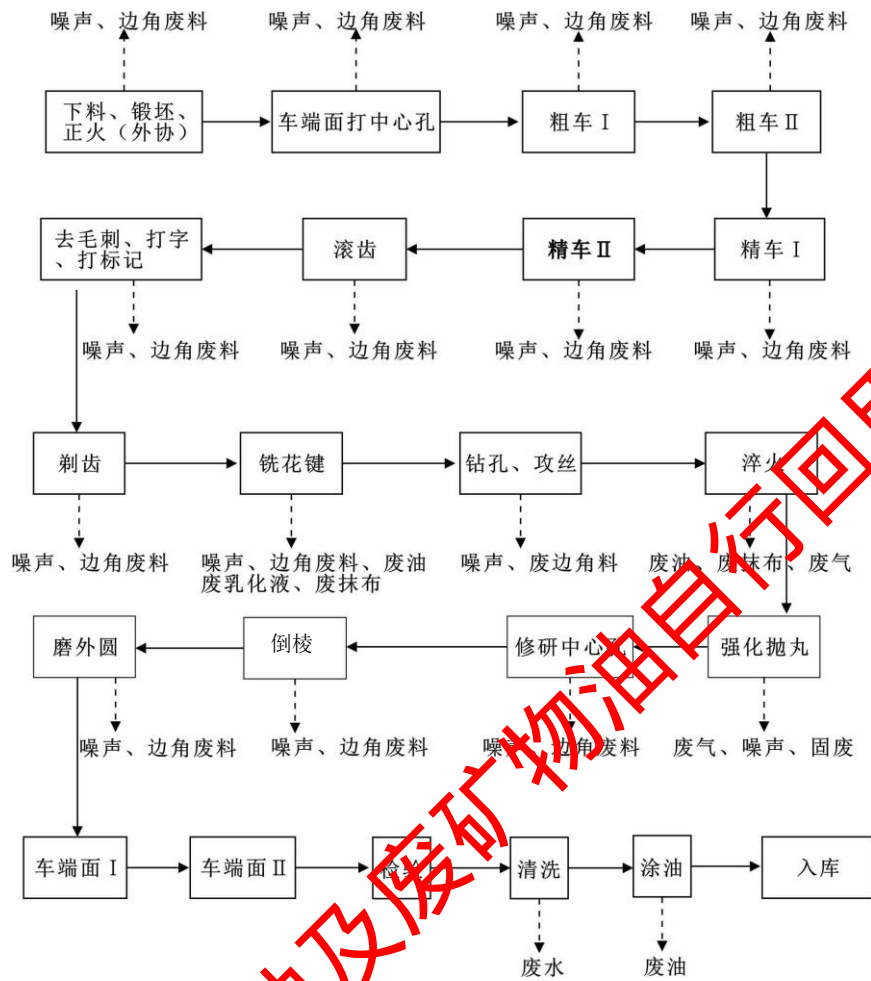 噪声、边角废料
噪声、边角废料
噪声、边角废料
噪声、边角废料
下料、锻坯、
正火（外协）
车端面打中心孔
粗车Ⅰ
粗车Ⅱ
去毛刺、打字
、打标记
滚齿
精车Ⅱ
精车Ⅰ
噪声、边角废料
噪声、边角废料
噪声、边角废料
噪声、边角废料
剃齿
铣花键
钻孔、攻丝
淬火
噪声、边角废料
噪声、边角废料、废油
废乳化液、废抹布
噪声、废边角料
废油、废抹布、废气
磨外圆
倒棱
修研中心孔
强化抛丸
噪声、边角废料
噪声、边角废料
噪声、边角废料
废气、噪声、固废
车端面Ⅰ
车端面Ⅱ
检验
清洗
涂油
入库
废水
废油
及废矿物油自行回